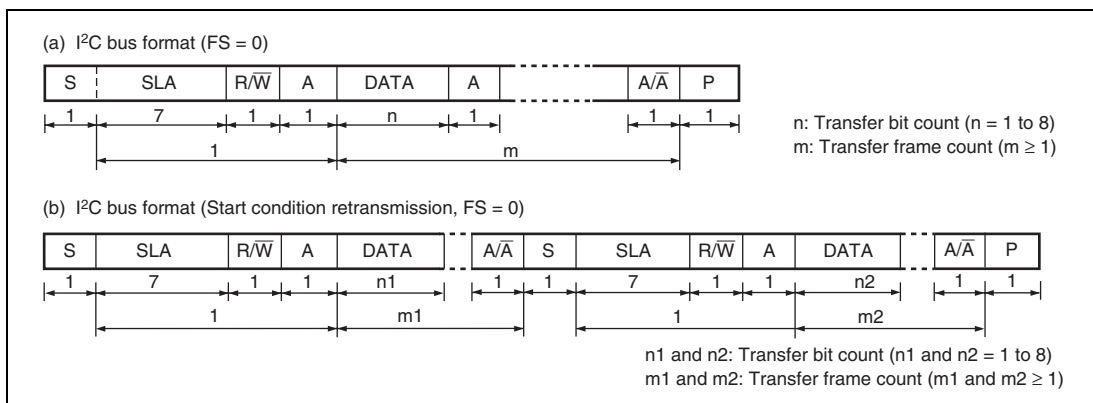 (a) I²C bus format (FS = 0)
S SLA R/W̅ A DATA A A/A̅ P
1 7 1 1 n 1 1 1
1 m
n: Transfer bit count (n = 1 to 8)
m: Transfer frame count (m ≥ 1)
(b) I²C bus format (Start condition retransmission, FS = 0)
S SLA R/W̅ A DATA A/A̅ S SLA R/W̅ A DATA A/A̅ P
1 7 1 1 n1 1 1 7 1 1 n2 1 1
1 m1 1 m2
n1 and n2: Transfer bit count (n1 and n2 = 1 to 8)
m1 and m2: Transfer frame count (m1 and m2 ≥ 1)